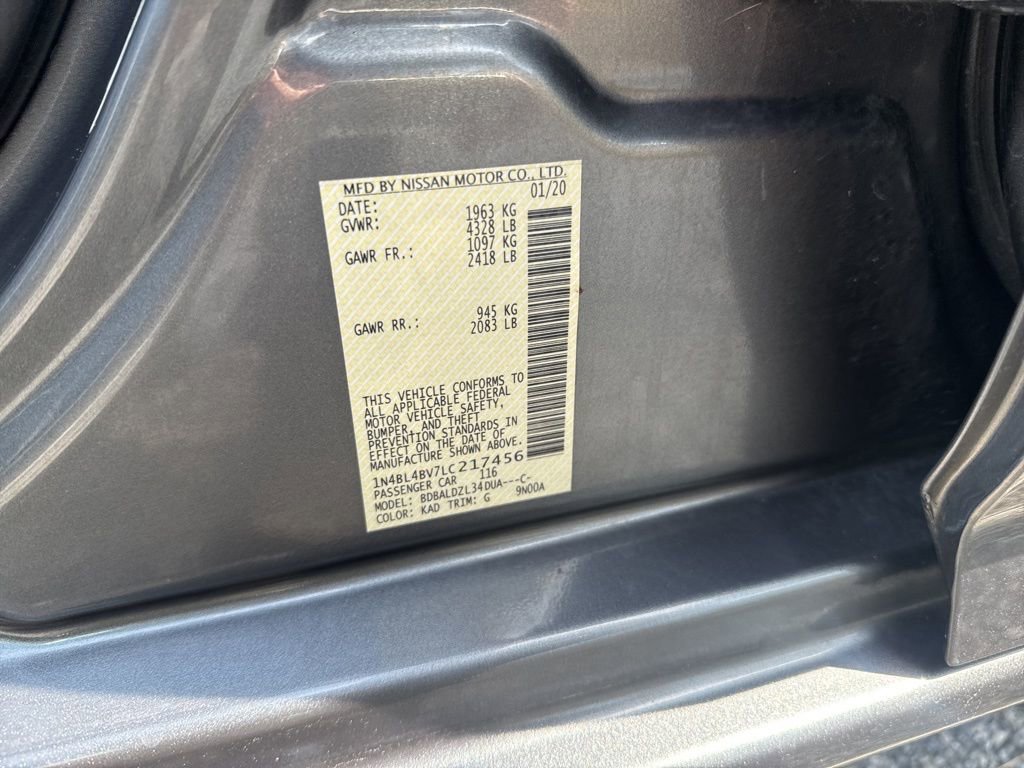 MFD BY NISSAN MOTOR CO., LTD.
DATE: 01/20
GVWR: 1963 KG
4328 LB
GAWR FR.: 1097 KG
2418 LB
GAWR RR.: 945 KG
2083 LB
THIS VEHICLE CONFORMS TO
ALL APPLICABLE FEDERAL
MOTOR VEHICLE SAFETY,
BUMPER, AND THEFT
PREVENTION STANDARDS IN
EFFECT ON THE DATE OF
MANUFACTURE SHOWN ABOVE.
1N4BL4BV7LC217456
PASSENGER CAR 116
MODEL: BDBALDZL34DUA---C-
COLOR: KAD TRIM: G 9N00A